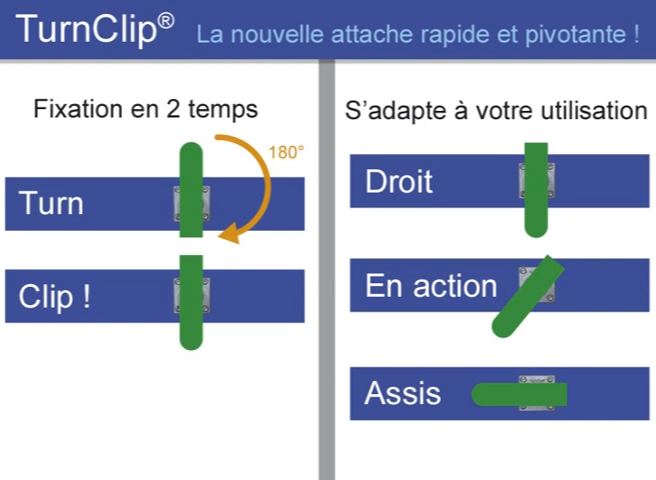 TurnClip® La nouvelle attache rapide et pivotante !
Fixation en 2 temps
180°
Turn
Clip !
S'adapte à votre utilisation
Droit
En action
Assis